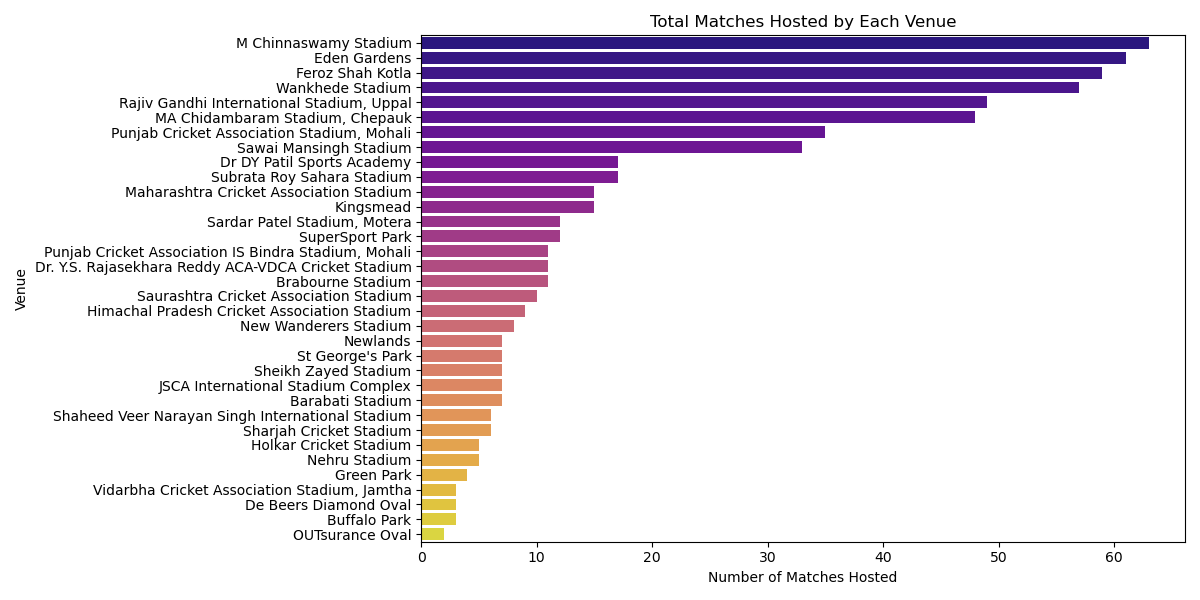 Total Matches Hosted by Each Venue
M Chinnaswamy Stadium
Eden Gardens
Feroz Shah Kotla
Wankhede Stadium
Rajiv Gandhi International Stadium, Uppal
MA Chidambaram Stadium, Chepauk
Punjab Cricket Association Stadium, Mohali
Sawai Mansingh Stadium
Dr DY Patil Sports Academy
Subrata Roy Sahara Stadium
Maharashtra Cricket Association Stadium
Kingsmead
Sardar Patel Stadium, Motera
SuperSport Park
Punjab Cricket Association IS Bindra Stadium, Mohali
Dr. Y.S. Rajasekhara Reddy ACA-VDCA Cricket Stadium
Brabourne Stadium
Saurashtra Cricket Association Stadium
Himachal Pradesh Cricket Association Stadium
New Wanderers Stadium
Newlands
St George's Park
Sheikh Zayed Stadium
JSCA International Stadium Complex
Barabati Stadium
Shaheed Veer Narayan Singh International Stadium
Sharjah Cricket Stadium
Holkar Cricket Stadium
Nehru Stadium
Green Park
Vidarbha Cricket Association Stadium, Jamtha
De Beers Diamond Oval
Buffalo Park
OUTsurance Oval
Venue
0 10 20 30 40 50 60
Number of Matches Hosted